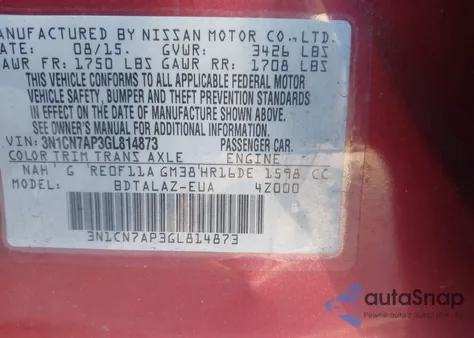 ANUFACTURED BY NISSAN MOTOR CO.,LTD.
ATE: 08/15. GVWR: 3426 LBS
AWR FR: 1750 LBS GAWR RR: 1708 LBS
THIS VEHICLE CONFORMS TO ALL APPLICABLE FEDERAL MOTOR
VEHICLE SAFETY, BUMPER AND THEFT PREVENTION STANDARDS
IN EFFECT ON THE DATE OF MANUFACTURE SHOWN ABOVE.
3N SEE OWNER'S MANUAL FOR ADDITIONAL INFORMATION.
VIN: 3N1CN7AP3GL814873 PASSENGER CAR.
COLOR TRIM TRANS AXLE ENGINE
NAH G RE0F11A GM38 HR16DE 1598 CC
MODEL: BDTALAZ-EUA 4Z000
3N1CN7AP3GL814873
autoSnap